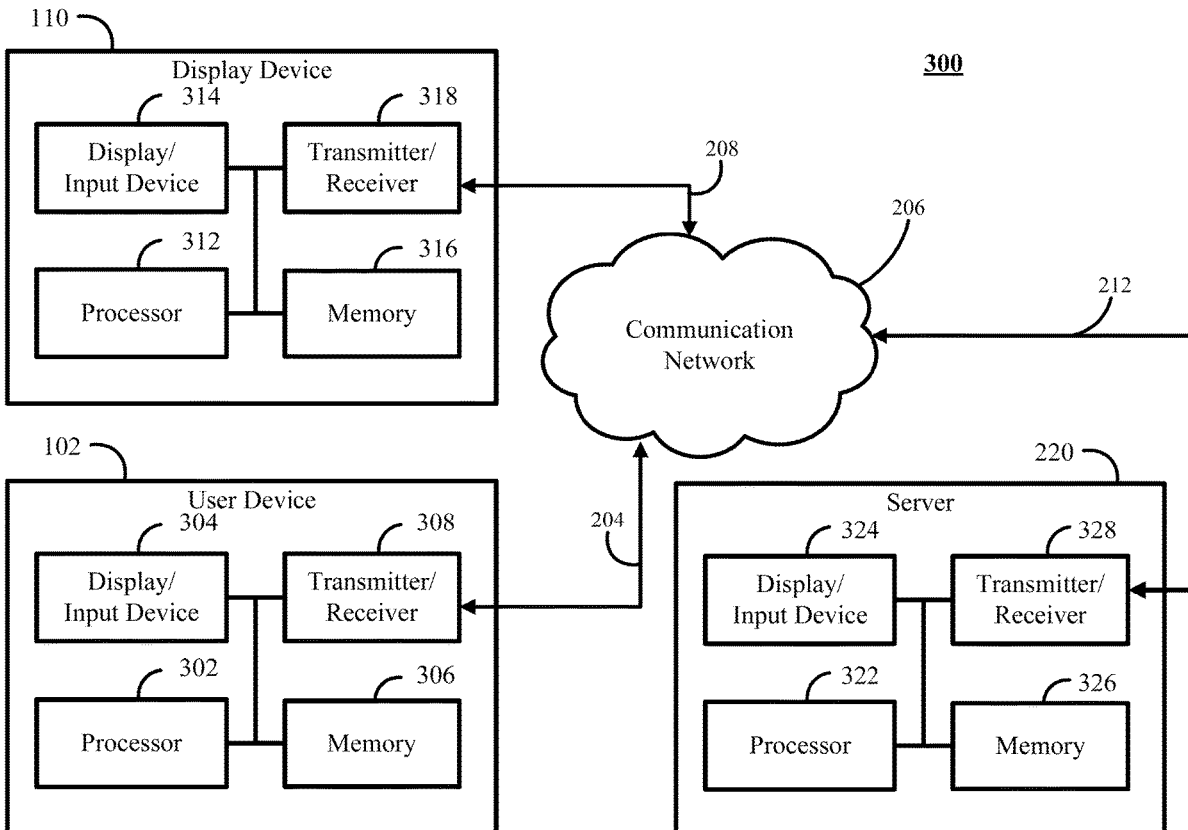 110
Display Device
300
314
318
Display/
Input Device
Transmitter/
Receiver
312
316
Processor
Memory
208
206
Communication
Network
212
102
User Device
304
308
Display/
Input Device
Transmitter/
Receiver
302
306
Processor
Memory
204
220
Server
324
328
Display/
Input Device
Transmitter/
Receiver
322
326
Processor
Memory